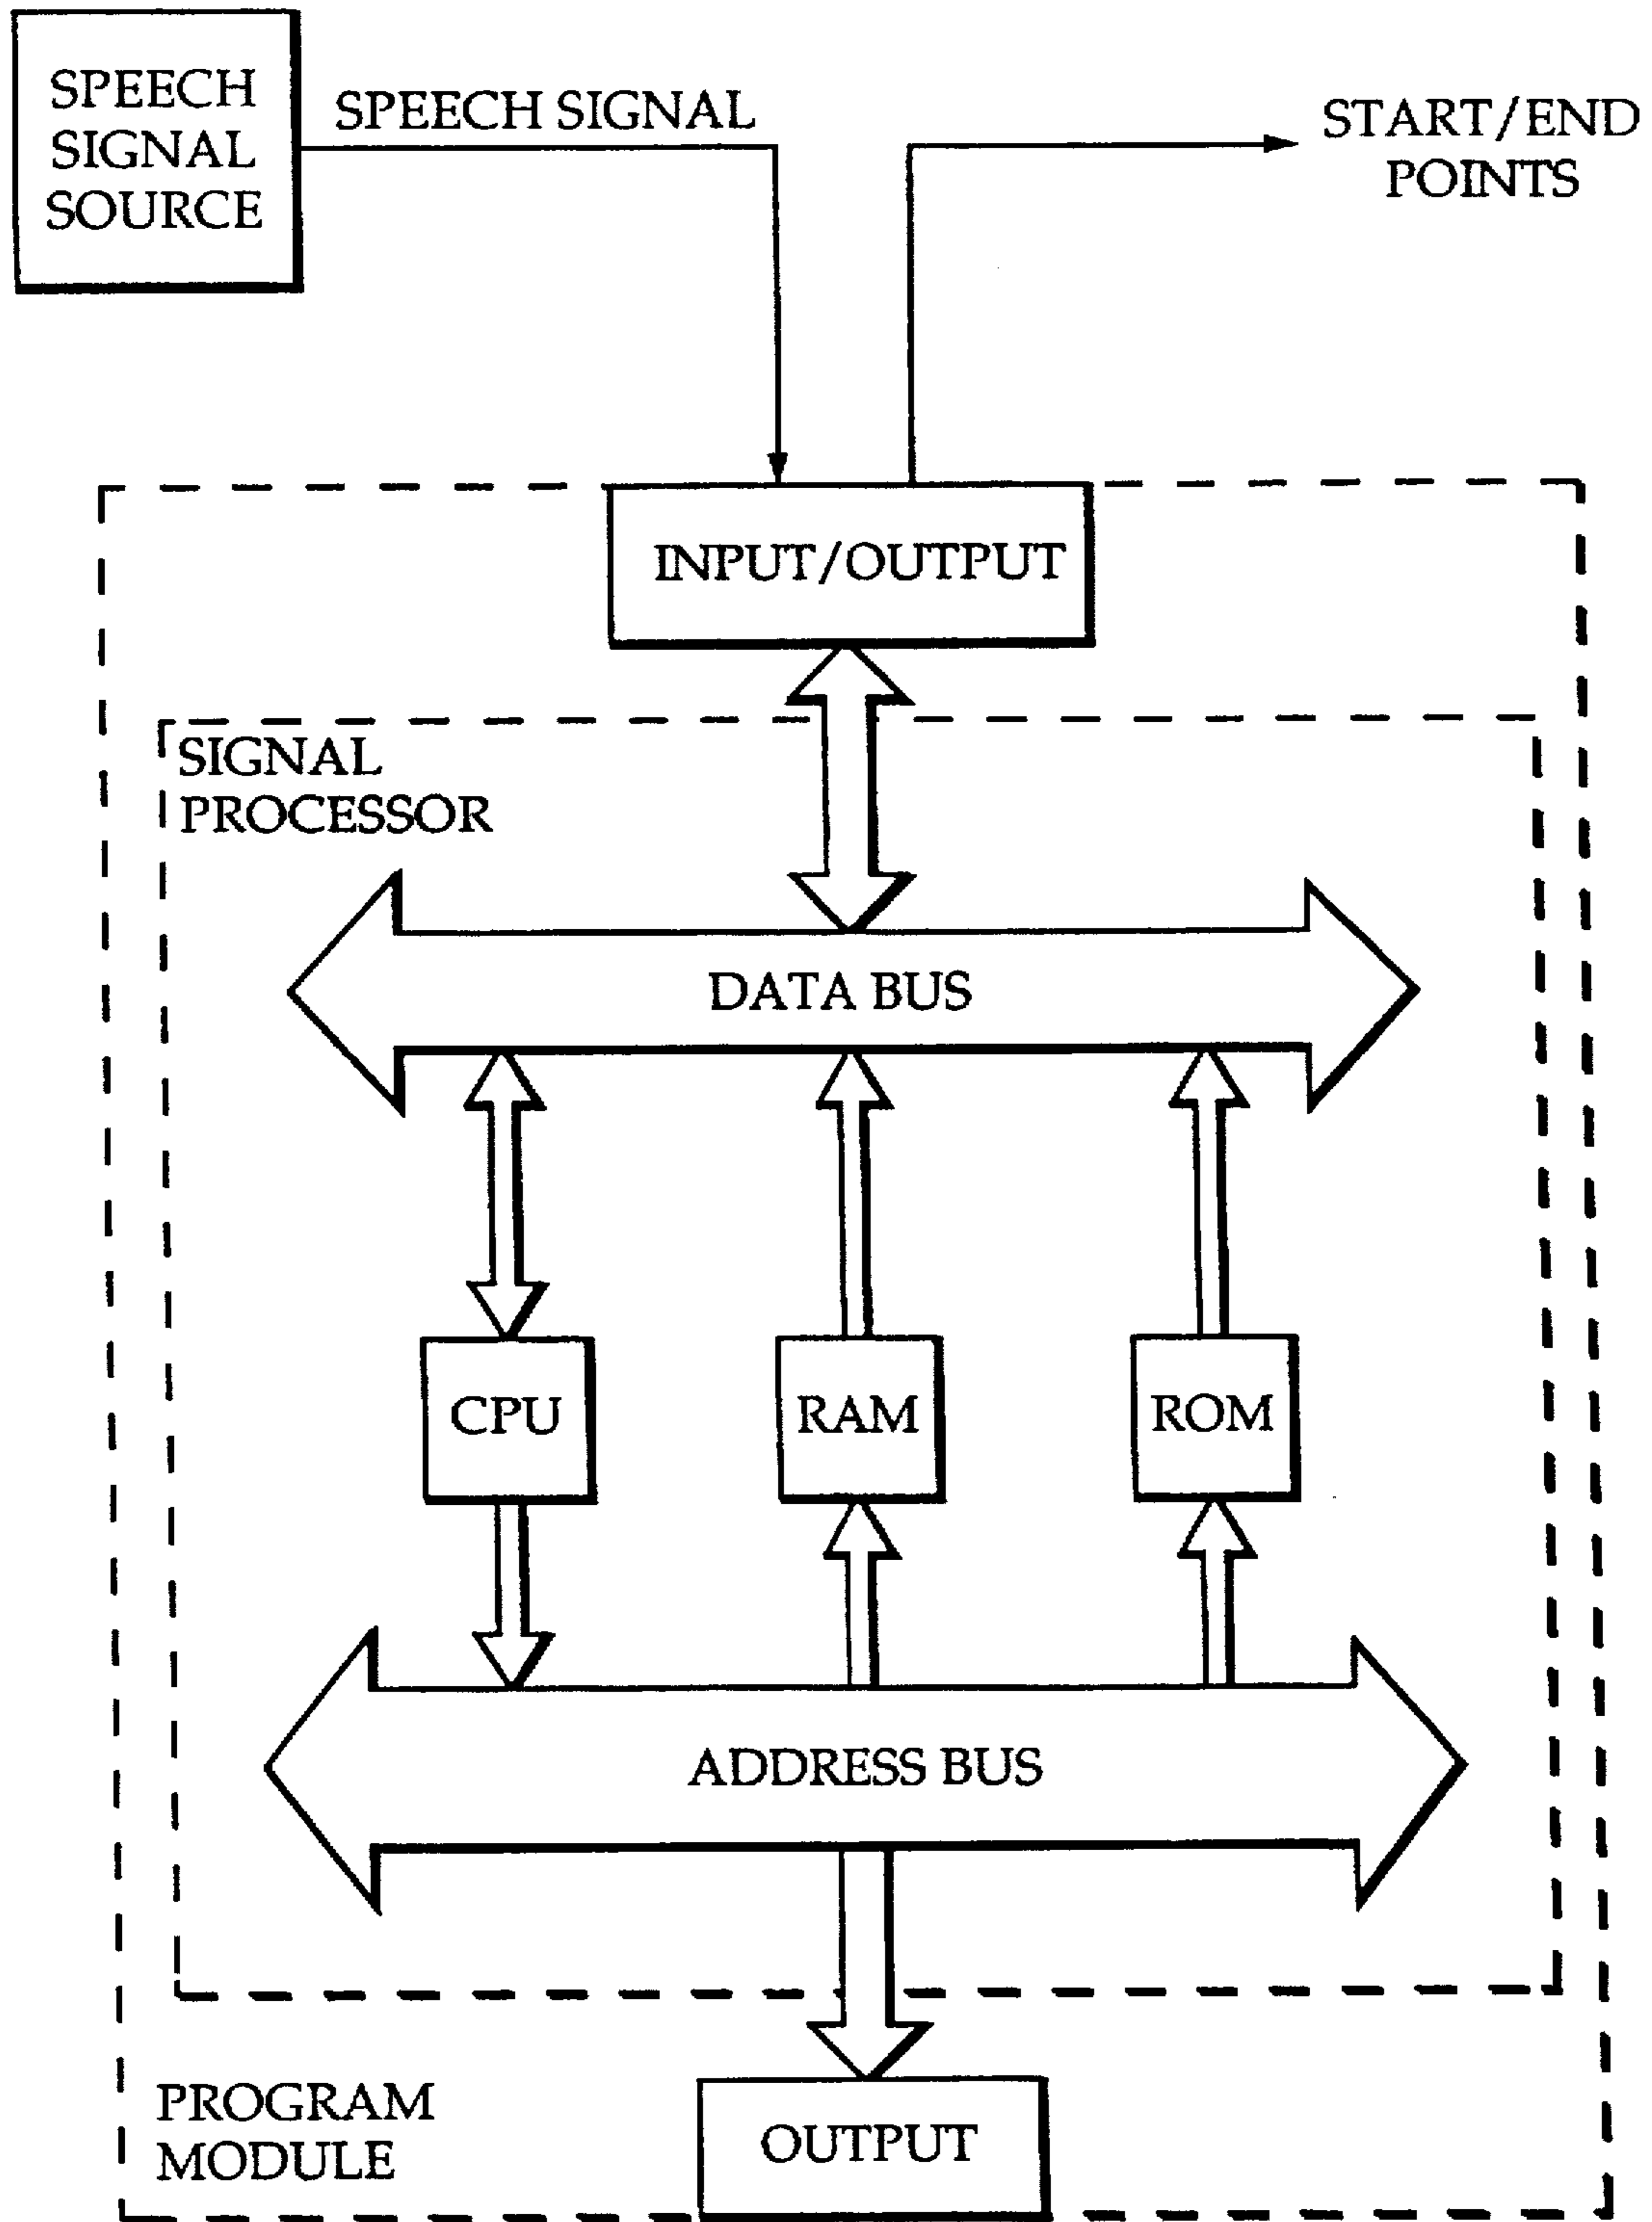 SPEECH
SIGNAL
SOURCE
SPEECH SIGNAL
START/END
POINTS
INPUT/OUTPUT
SIGNAL
PROCESSOR
DATA BUS
CPU
RAM
ROM
ADDRESS BUS
PROGRAM
MODULE
OUTPUT